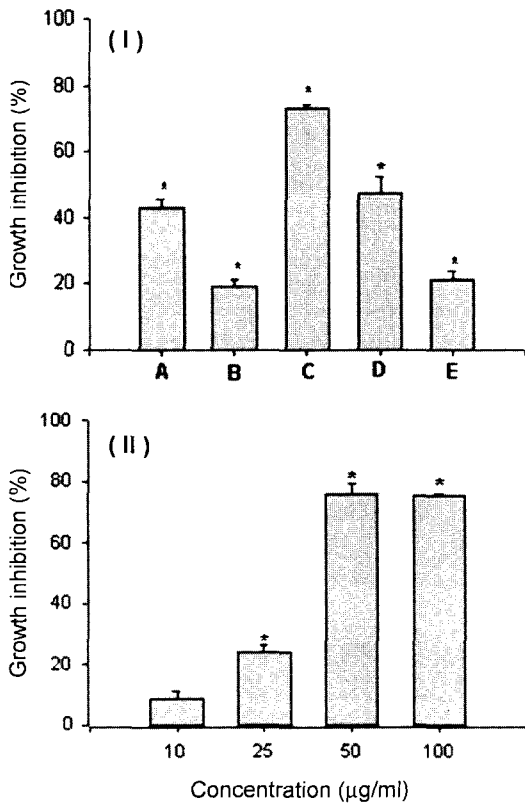 ( I )
Growth inhibition (%)
100
80
60
40
20
0
* * * * *
A B C D E
( II )
Growth inhibition (%)
100
80
60
40
20
0
* * *
10 25 50 100
Concentration (μg/ml)